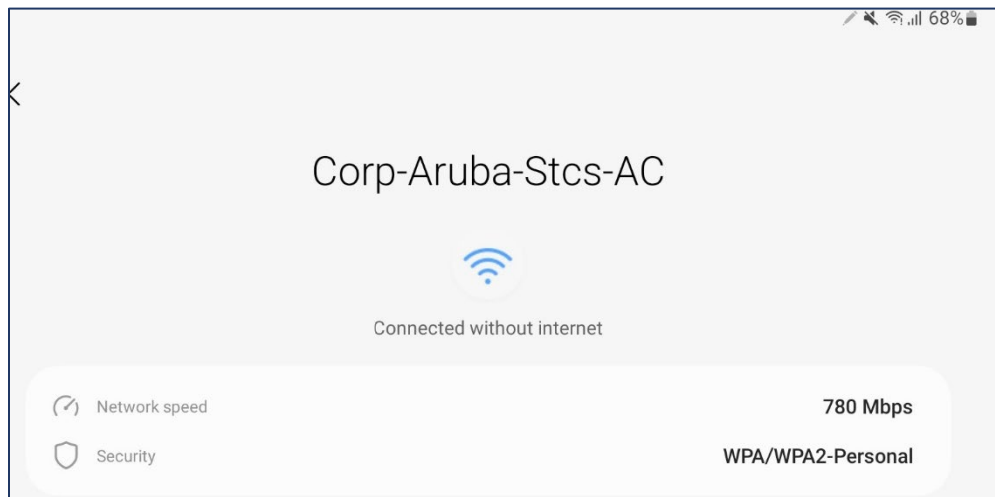 68%
Corp-Aruba-Stcs-AC
Connected without internet
Network speed 780 Mbps
Security WPA/WPA2-Personal